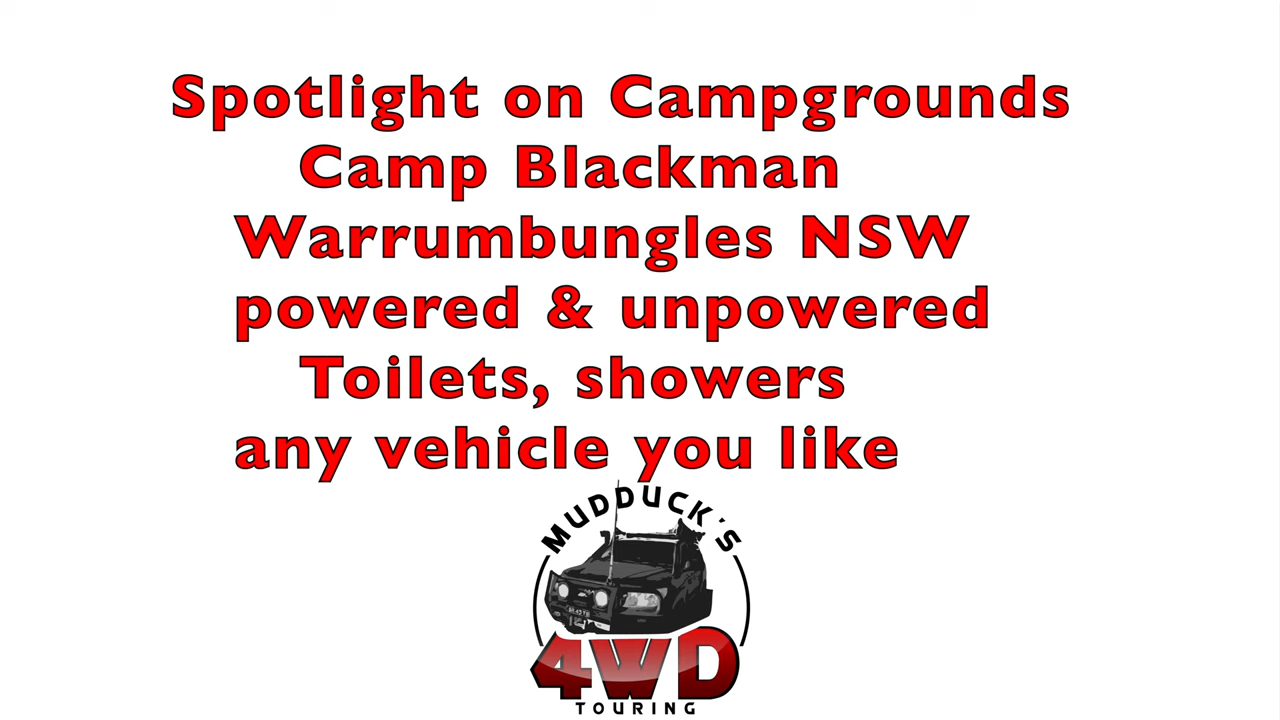 Spotlight on Campgrounds
Camp Blackman
Warrumbungles NSW
powered & unpowered
Toilets, showers
any vehicle you like
MUDDUCK'S
4WD
TOURING